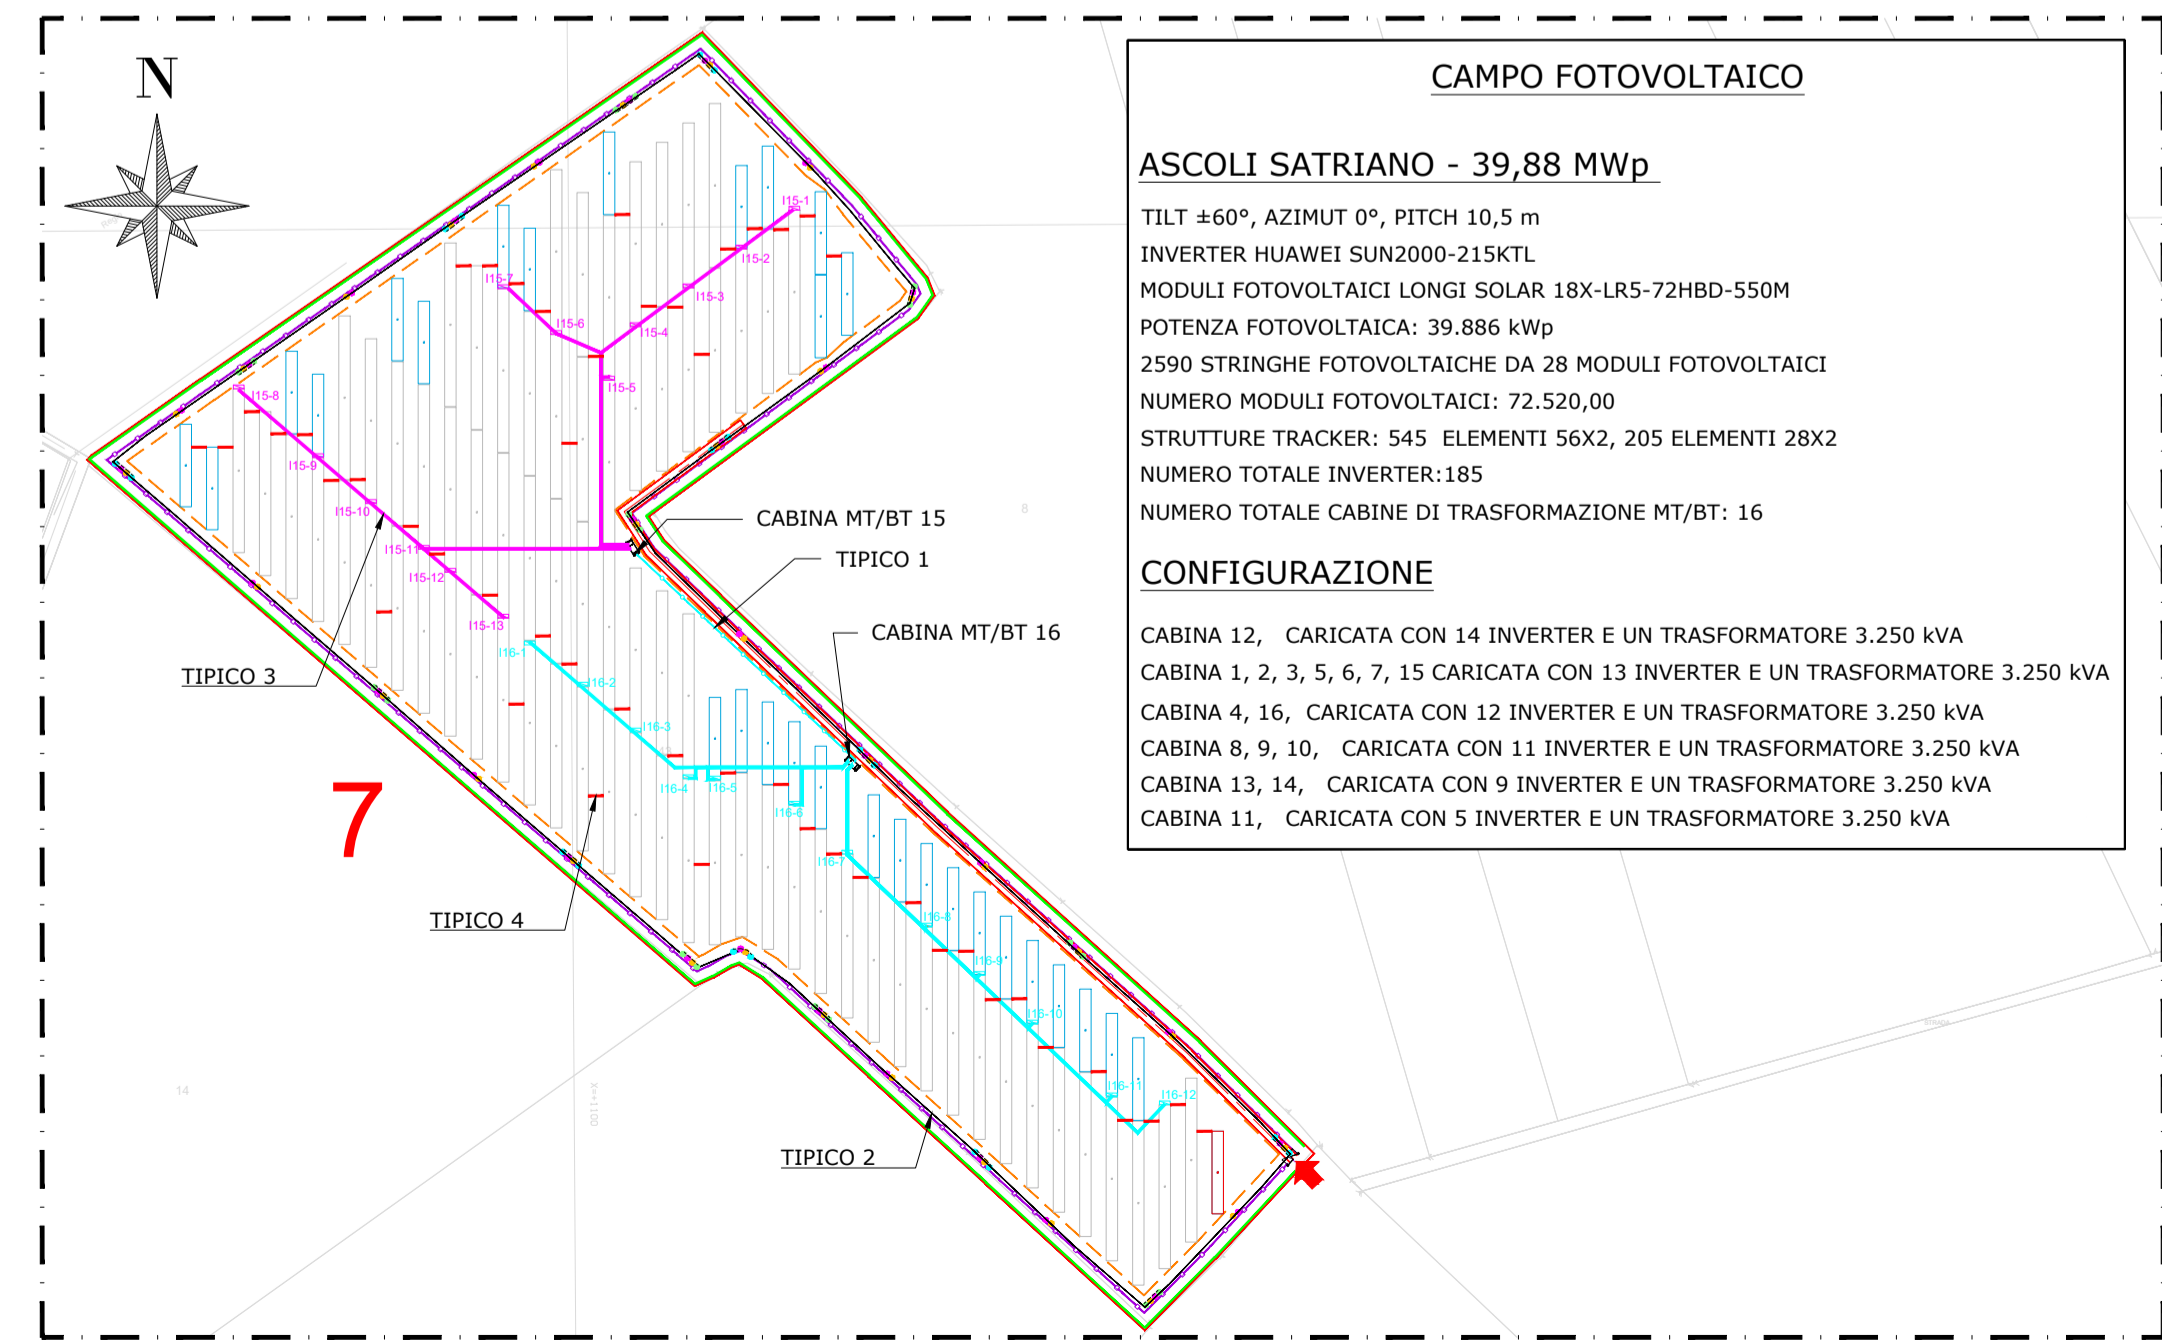 N
CAMPO FOTOVOLTAICO
ASCOLI SATRIANO - 39,88 MWp
TILT ±60°, AZIMUT 0°, PITCH 10,5 m
INVERTER HUAWEI SUN2000-215KTL
MODULI FOTOVOLTAICI LONGI SOLAR 18X-LR5-72HBD-550M
POTENZA FOTOVOLTAICA: 39.886 kWp
2590 STRINGHE FOTOVOLTAICHE DA 28 MODULI FOTOVOLTAICI
NUMERO MODULI FOTOVOLTAICI: 72.520,00
STRUTTURE TRACKER: 545 ELEMENTI 56X2, 205 ELEMENTI 28X2
NUMERO TOTALE INVERTER:185
NUMERO TOTALE CABINE DI TRASFORMAZIONE MT/BT: 16
CONFIGURAZIONE
CABINA 12, CARICATA CON 14 INVERTER E UN TRASFORMATORE 3.250 kVA
CABINA 1, 2, 3, 5, 6, 7, 15 CARICATA CON 13 INVERTER E UN TRASFORMATORE 3.250 kVA
CABINA 4, 16, CARICATA CON 12 INVERTER E UN TRASFORMATORE 3.250 kVA
CABINA 8, 9, 10, CARICATA CON 11 INVERTER E UN TRASFORMATORE 3.250 kVA
CABINA 13, 14, CARICATA CON 9 INVERTER E UN TRASFORMATORE 3.250 kVA
CABINA 11, CARICATA CON 5 INVERTER E UN TRASFORMATORE 3.250 kVA
I15-1
I15-2
I15-3
I15-4
I15-5
I15-6
I15-7
I15-8
I15-9
I15-10
I15-11
I15-12
I15-13
8
CABINA MT/BT 15
TIPICO 1
CABINA MT/BT 16
TIPICO 3
I16-1
I16-2
I16-3
I16-4
I16-5
I16-6
I16-7
I16-8
I16-9
I16-10
I16-11
I16-12
7
TIPICO 4
TIPICO 2
14
X=+1100
STRADA